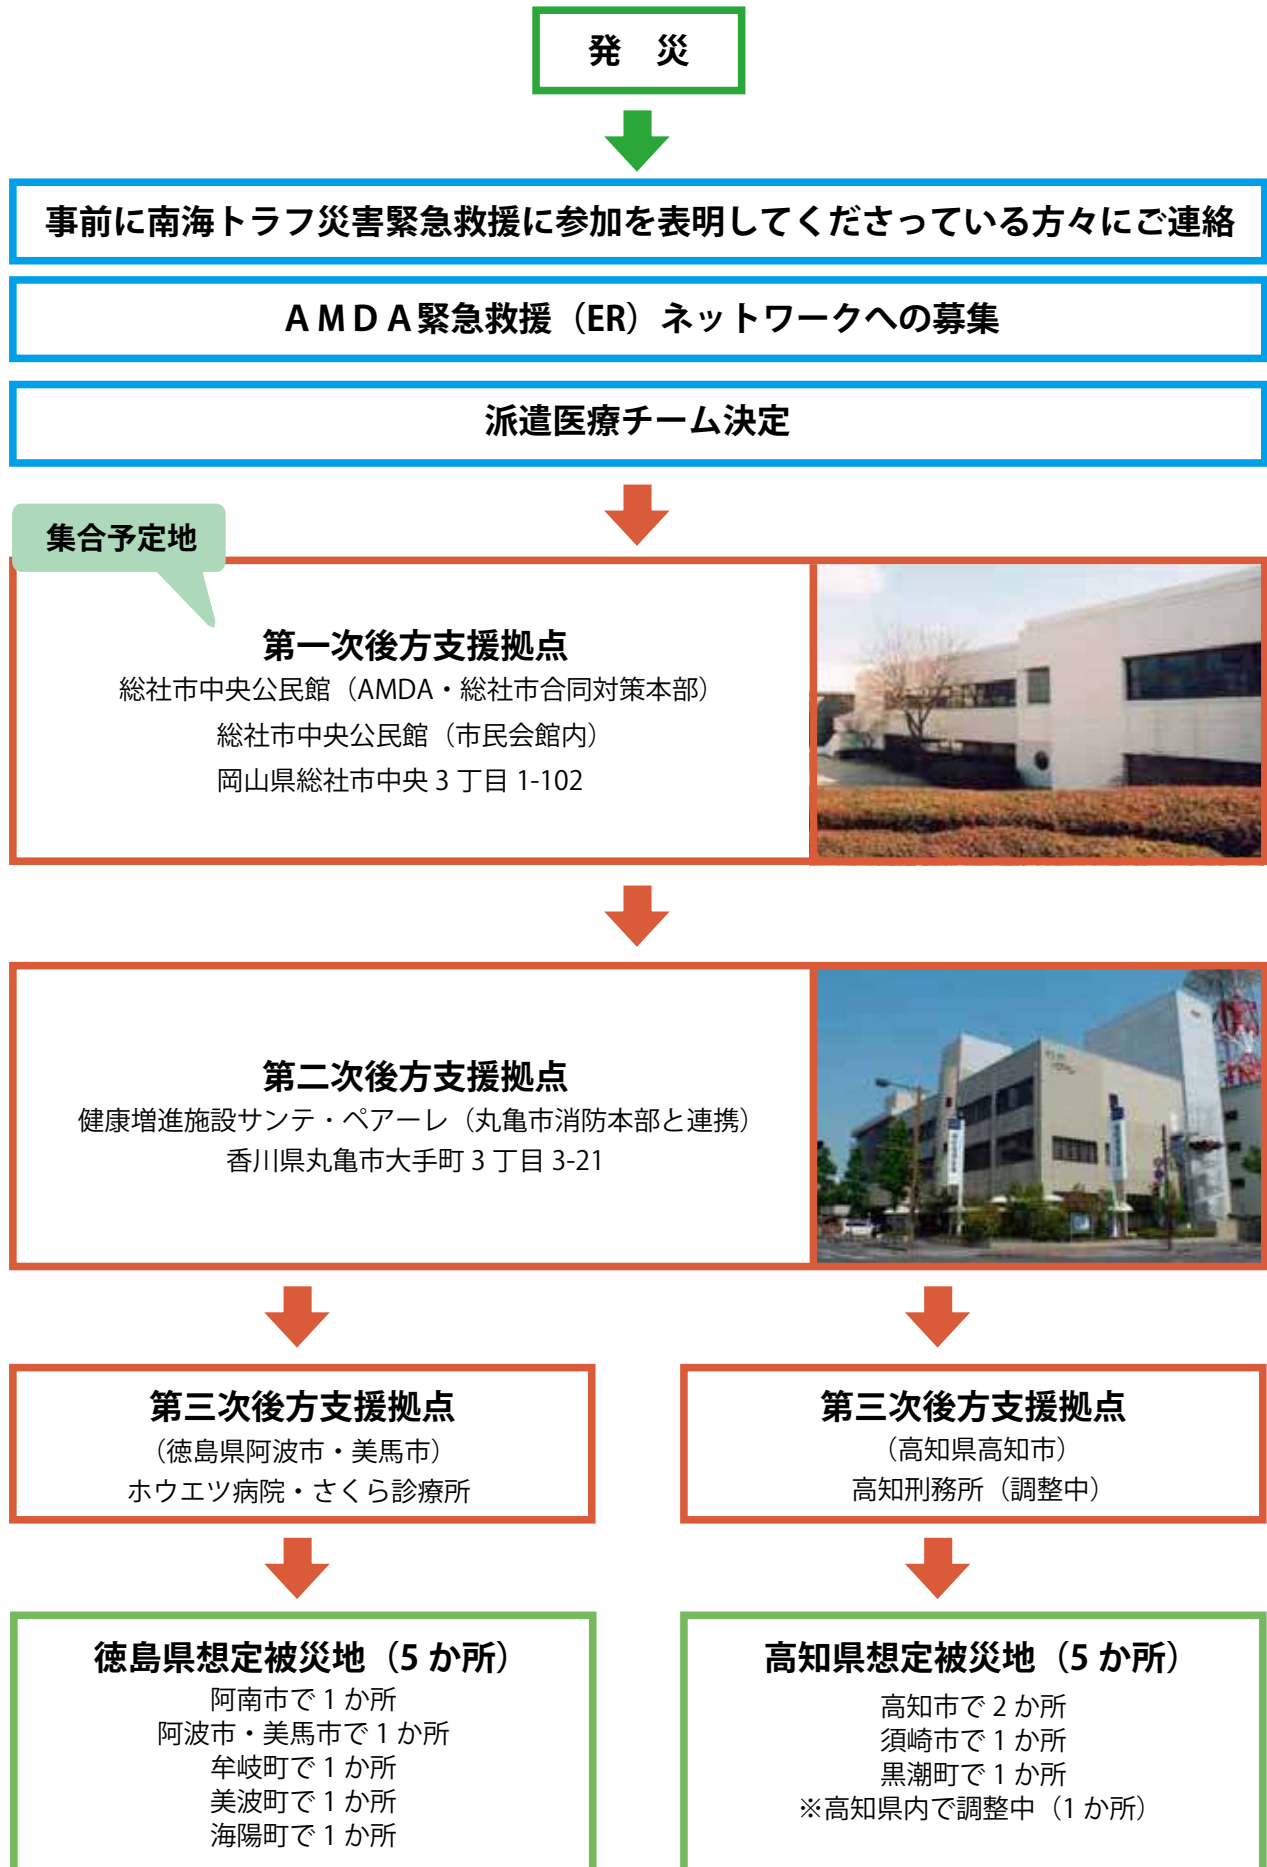 発　災
事前に南海トラフ災害緊急救援に参加を表明してくださっている方々にご連絡
ＡＭＤＡ緊急救援（ER）ネットワークへの募集
派遣医療チーム決定
集合予定地
第一次後方支援拠点
総社市中央公民館（AMDA・総社市合同対策本部）
総社市中央公民館（市民会館内）
岡山県総社市中央 3 丁目 1-102
第二次後方支援拠点
健康増進施設サンテ・ペアーレ（丸亀市消防本部と連携）
香川県丸亀市大手町 3 丁目 3-21
第三次後方支援拠点
（徳島県阿波市・美馬市）
ホウエツ病院・さくら診療所
第三次後方支援拠点
（高知県高知市）
高知刑務所（調整中）
徳島県想定被災地（5 か所）
阿南市で 1 か所
阿波市・美馬市で 1 か所
牟岐町で 1 か所
美波町で 1 か所
海陽町で 1 か所
高知県想定被災地（5 か所）
高知市で 2 か所
須崎市で 1 か所
黒潮町で 1 か所
※高知県内で調整中（1 か所）